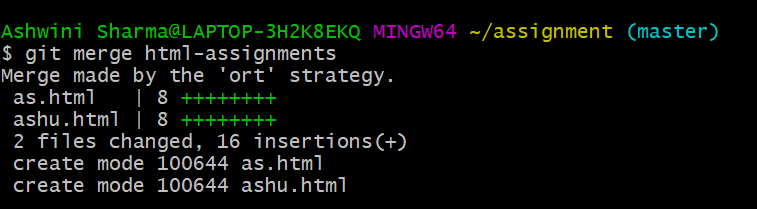 Ashwini Sharma@LAPTOP-3H2K8EKQ MINGW64 ~/assignment (master)
$ git merge html-assignments
Merge made by the 'ort' strategy.
 as.html   | 8 ++++++++
 ashu.html | 8 ++++++++
 2 files changed, 16 insertions(+)
 create mode 100644 as.html
 create mode 100644 ashu.html